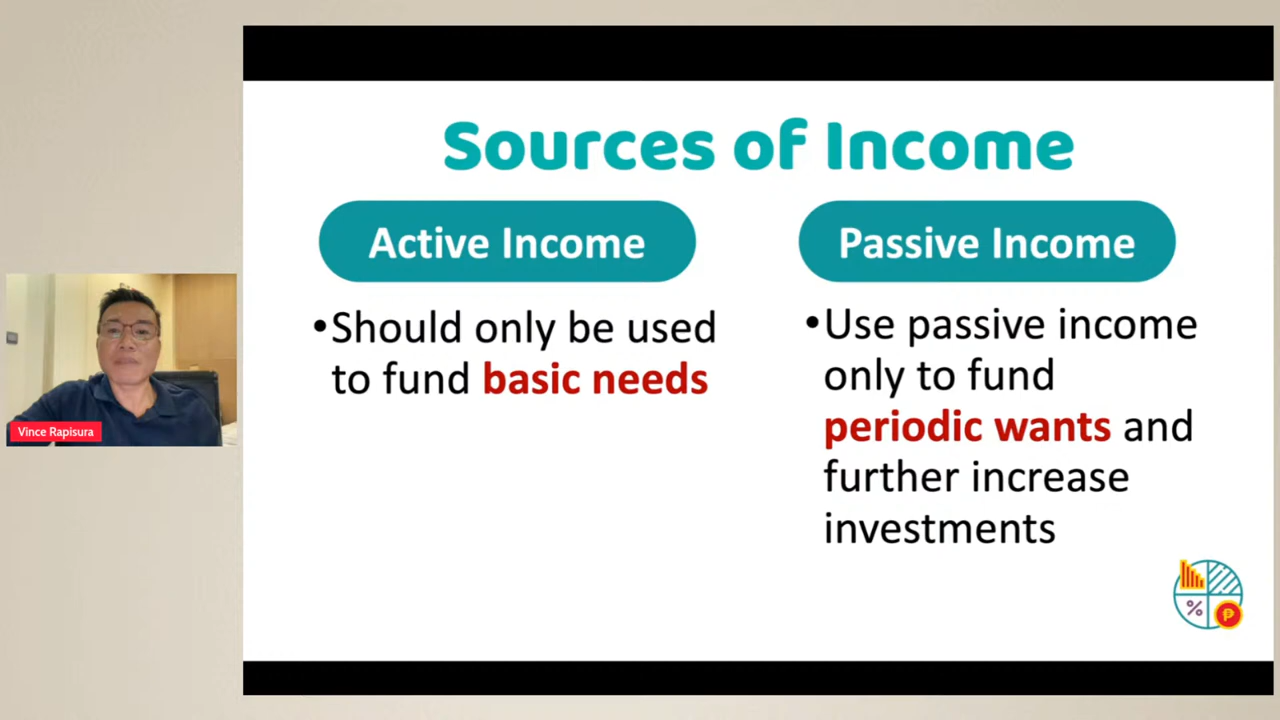 Sources of Income
Active Income
•Should only be used
to fund basic needs
Passive Income
•Use passive income
only to fund
periodic wants and
further increase
investments
%
₱
Vince Rapisura